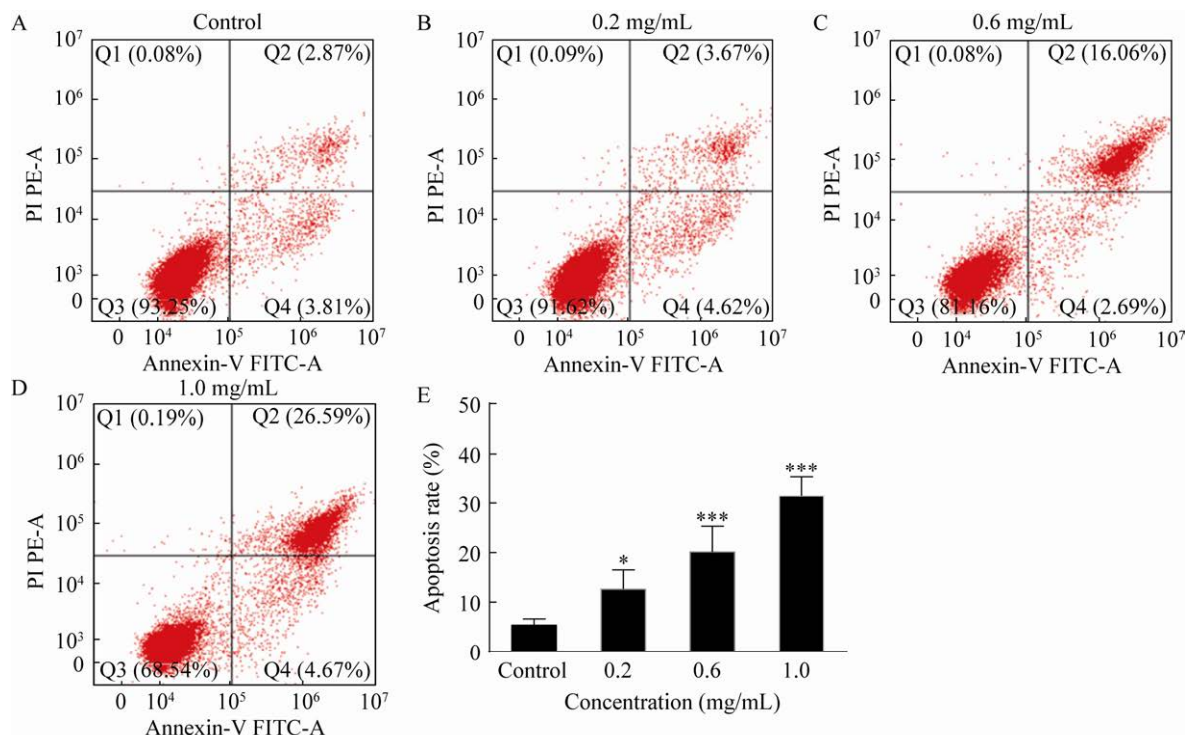 A
Control
10⁷
Q1 (0.08%)
Q2 (2.87%)
10⁶
10⁵
10⁴
10³
0
PI PE-A
Q3 (93.25%)
Q4 (3.81%)
0 10⁴ 10⁵ 10⁶ 10⁷
Annexin-V FITC-A
B
0.2 mg/mL
10⁷
Q1 (0.09%)
Q2 (3.67%)
10⁶
10⁵
10⁴
10³
0
PI PE-A
Q3 (91.62%)
Q4 (4.62%)
0 10⁴ 10⁵ 10⁶ 10⁷
Annexin-V FITC-A
C
0.6 mg/mL
10⁷
Q1 (0.08%)
Q2 (16.06%)
10⁶
10⁵
10⁴
10³
0
PI PE-A
Q3 (81.16%)
Q4 (2.69%)
0 10⁴ 10⁵ 10⁶ 10⁷
Annexin-V FITC-A
D
1.0 mg/mL
10⁷
Q1 (0.19%)
Q2 (26.59%)
10⁶
10⁵
10⁴
10³
0
PI PE-A
Q3 (68.54%)
Q4 (4.67%)
0 10⁴ 10⁵ 10⁶ 10⁷
Annexin-V FITC-A
E
50
40
30
20
10
0
Apoptosis rate (%)
*
***
***
Control 0.2 0.6 1.0
Concentration (mg/mL)